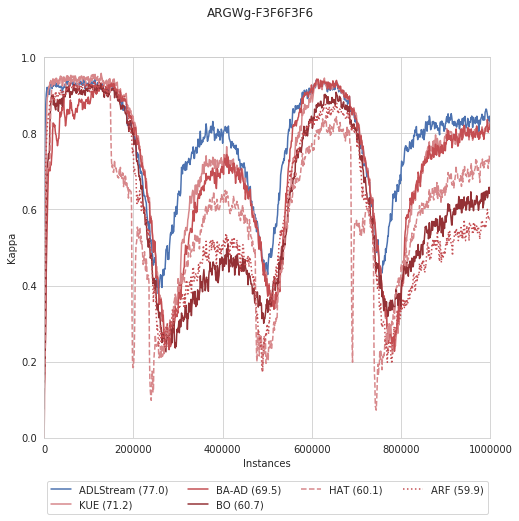 ARGWg-F3F6F3F6
1.0
0.8
0.6
0.4
0.2
0.0
Kappa
0 200000 400000 600000 800000 1000000
Instances
ADLStream (77.0) BA-AD (69.5) HAT (60.1) ARF (59.9)
KUE (71.2) BO (60.7)